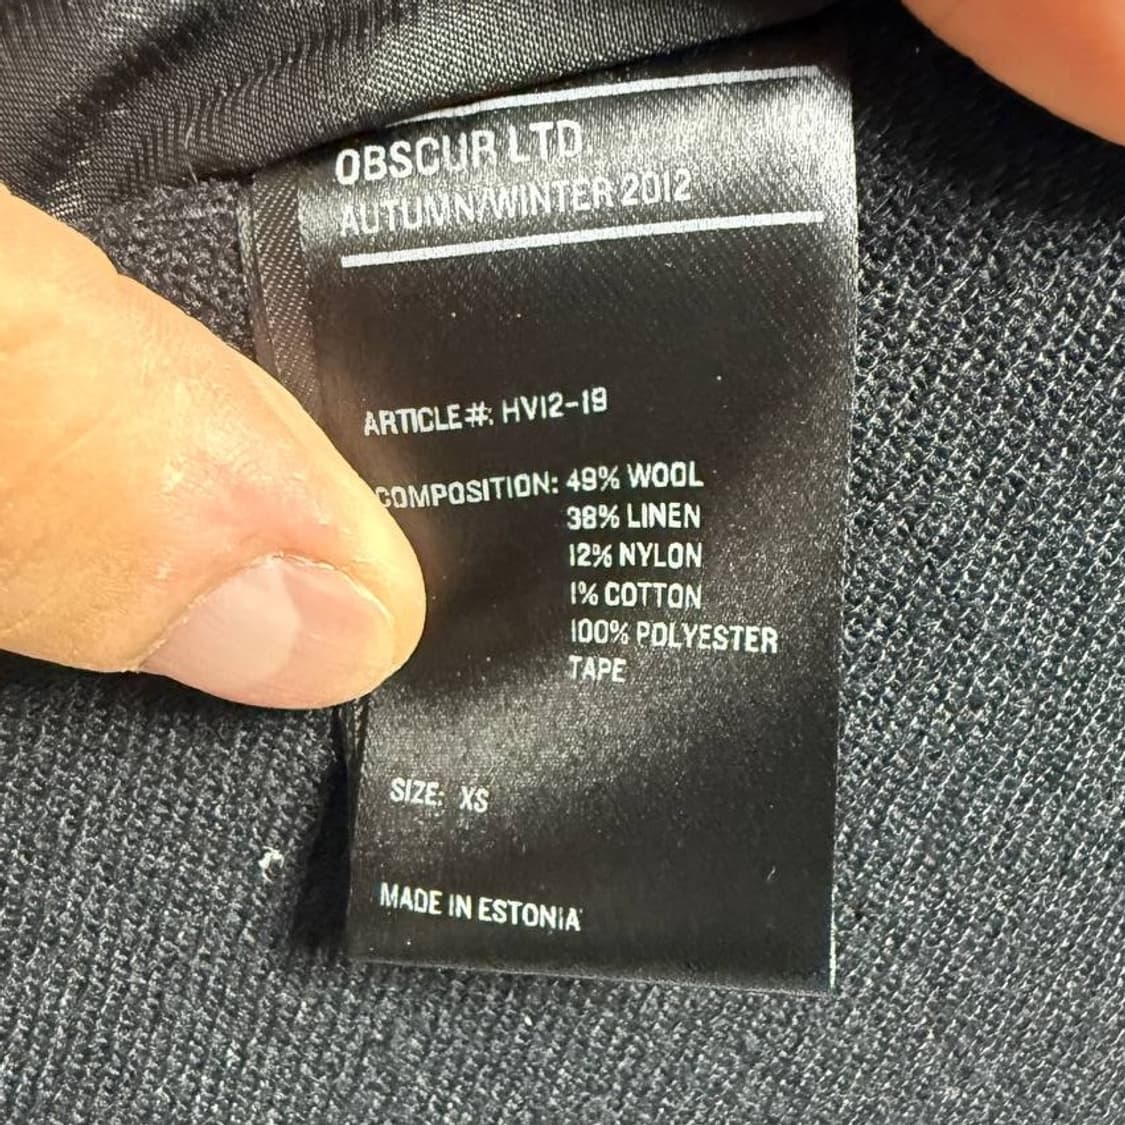 OBSCUR LTD.
AUTUMN/WINTER 2012
ARTICLE #: HV12-19
COMPOSITION: 49% WOOL
38% LINEN
12% NYLON
1% COTTON
100% POLYESTER
TAPE
SIZE: XS
MADE IN ESTONIA